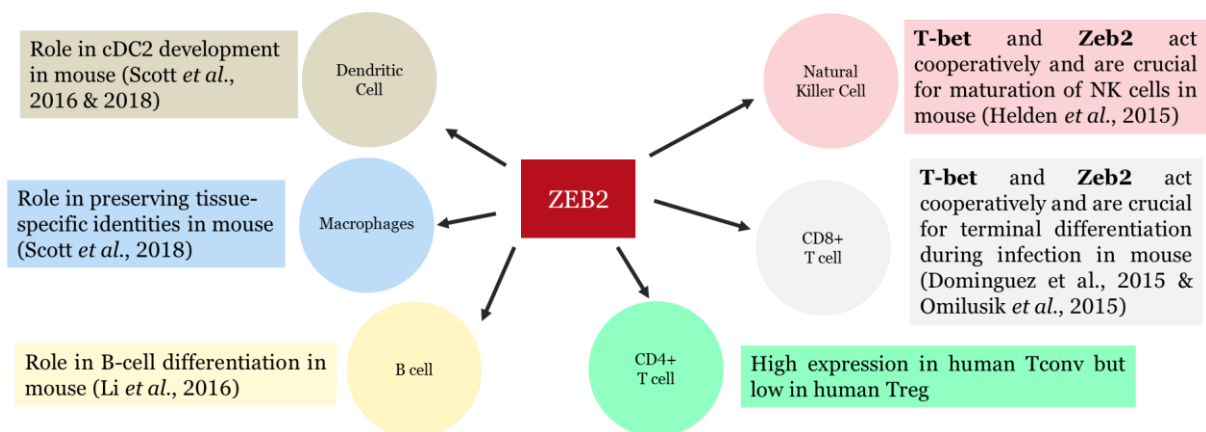 Role in cDC2 development
in mouse (Scott et al.,
2016 & 2018)
Dendritic
Cell
Natural
Killer Cell
T-bet and Zeb2 act
cooperatively and are crucial
for maturation of NK cells in
mouse (Helden et al., 2015)
Role in preserving tissue-
specific identities in mouse
(Scott et al., 2018)
Macrophages
ZEB2
CD8+
T cell
T-bet and Zeb2 act
cooperatively and are crucial
for terminal differentiation
during infection in mouse
(Dominguez et al., 2015 &
Omilusik et al., 2015)
Role in B-cell differentiation in
mouse (Li et al., 2016)
B cell
CD4+
T cell
High expression in human Tconv but
low in human Treg